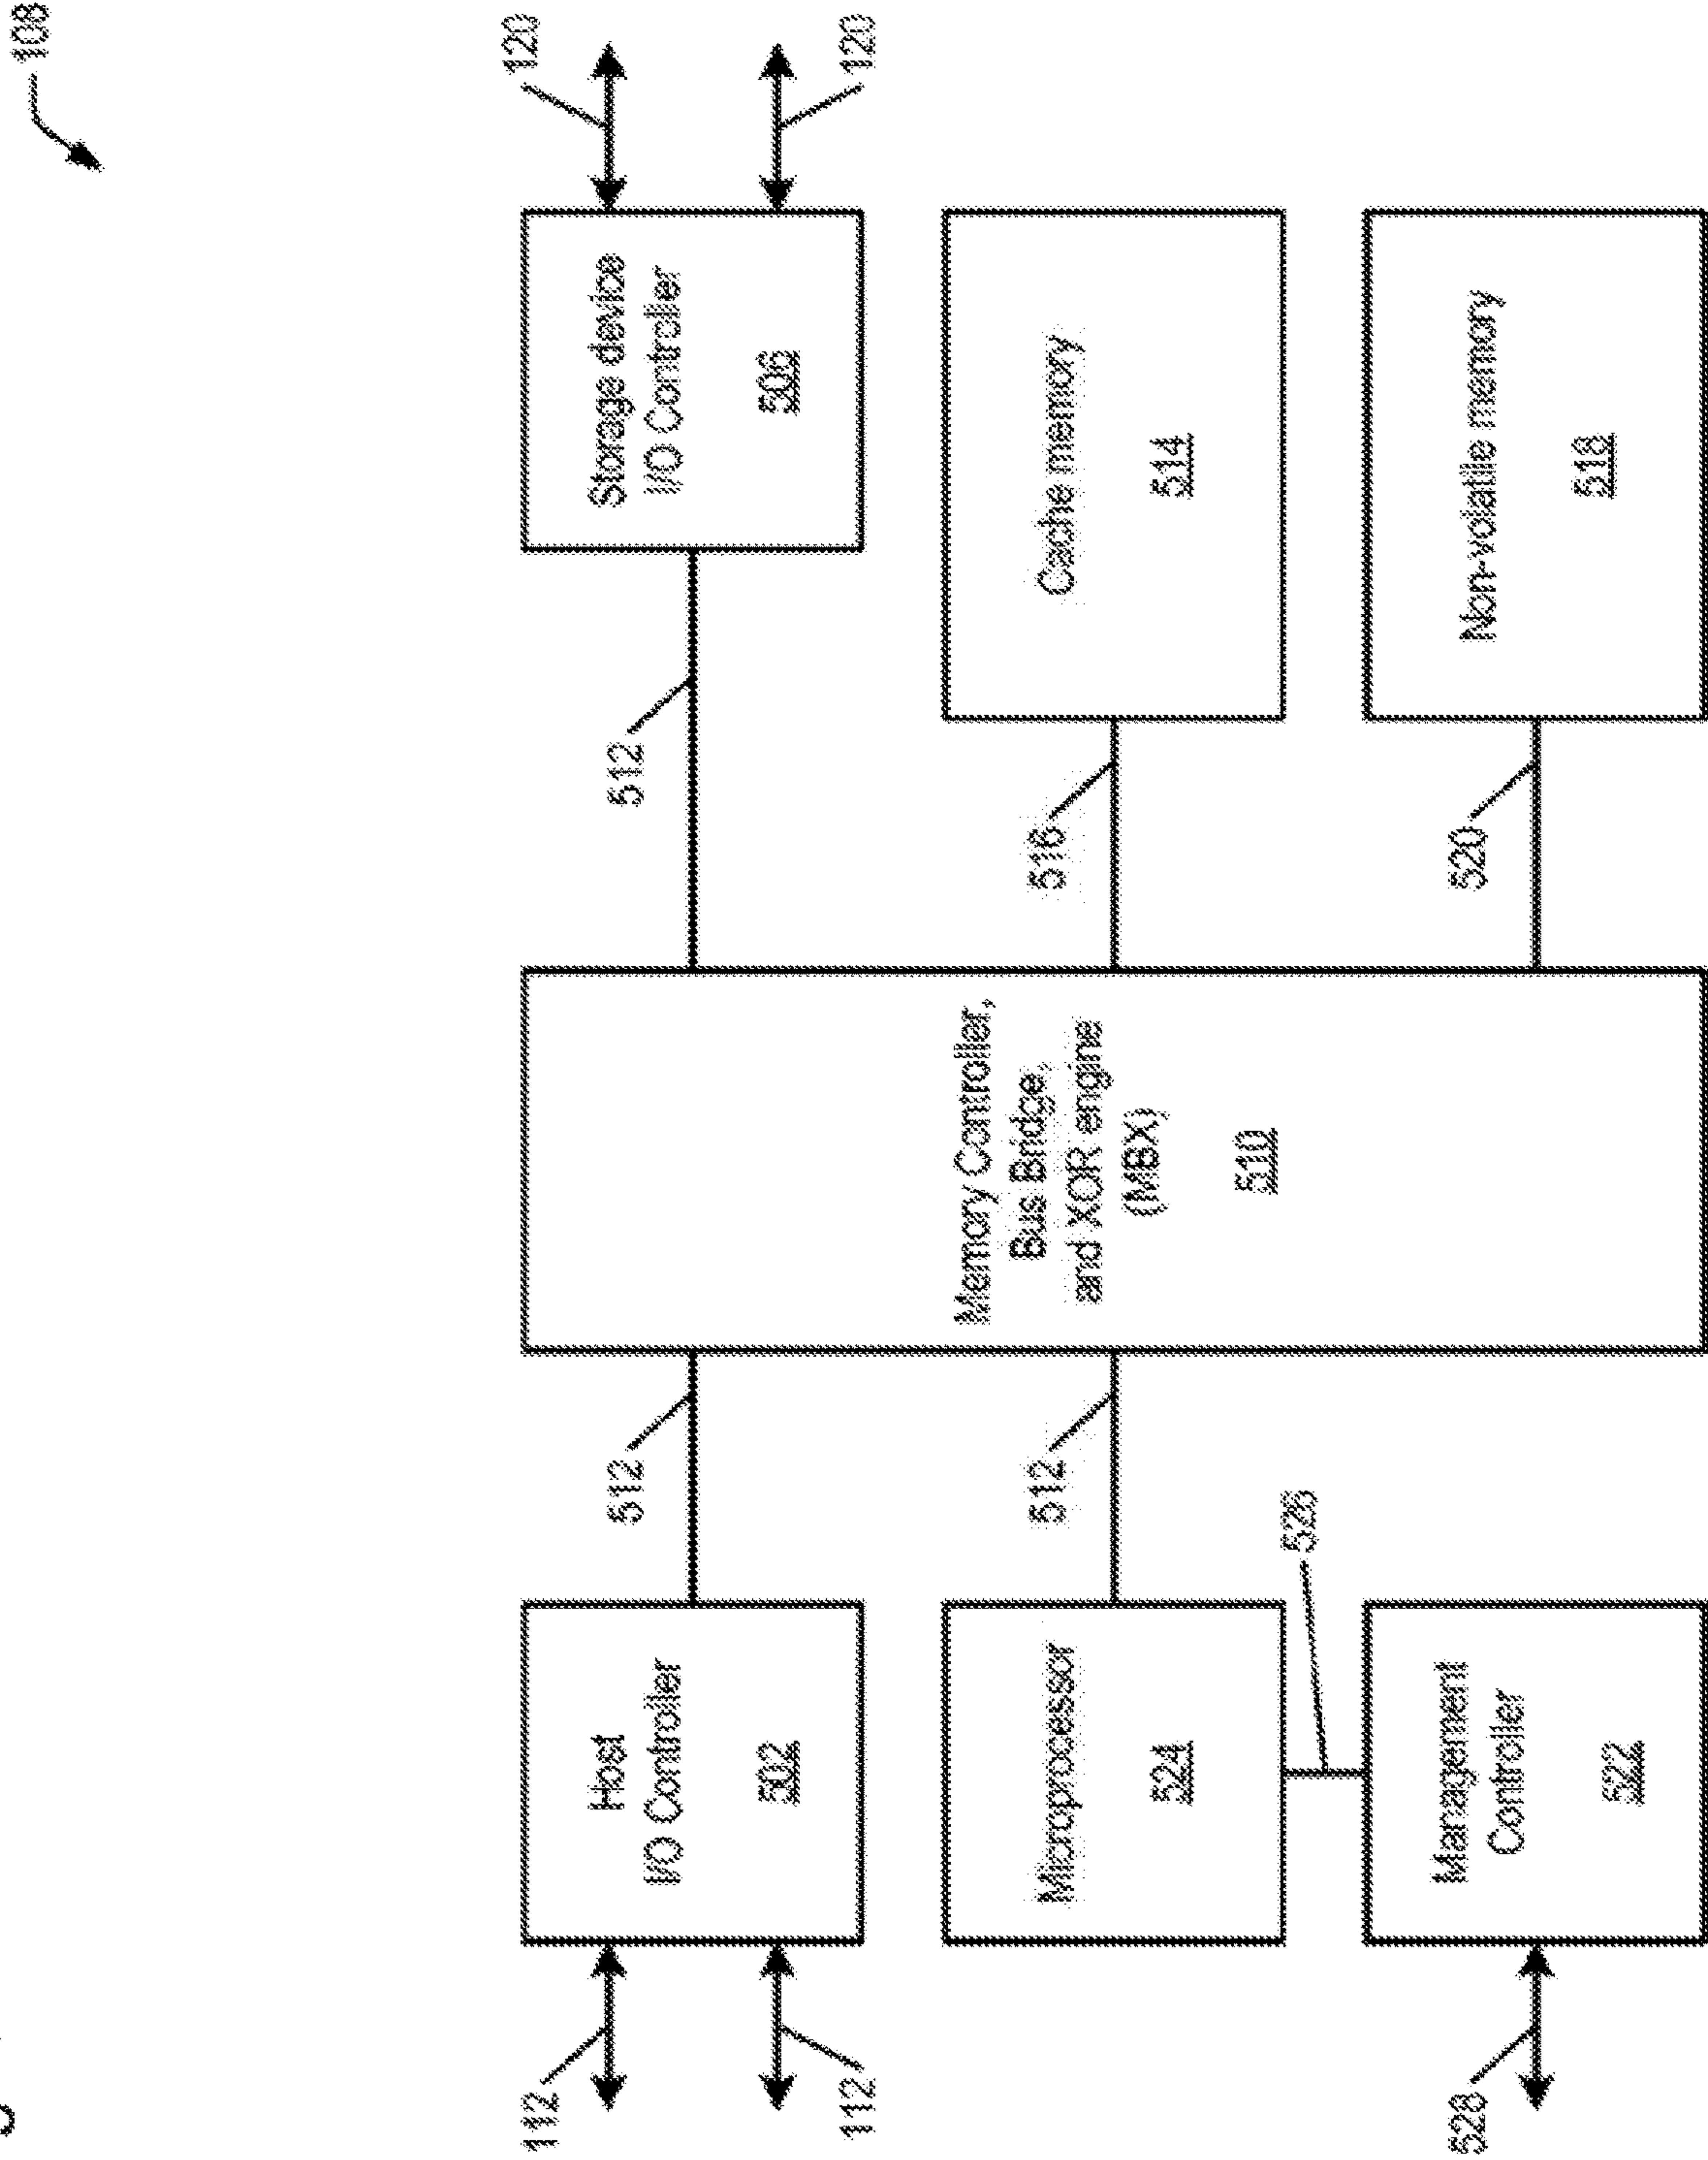 108
112
112
Host
I/O Controller
502
512
Memory Controller,
Bus Bridge,
and XOR engine
(MBX)
510
512
Storage device
I/O Controller
506
120
120
Microprocessor
524
512
516
Cache memory
514
526
528
Management
Controller
522
520
Non-volatile memory
518